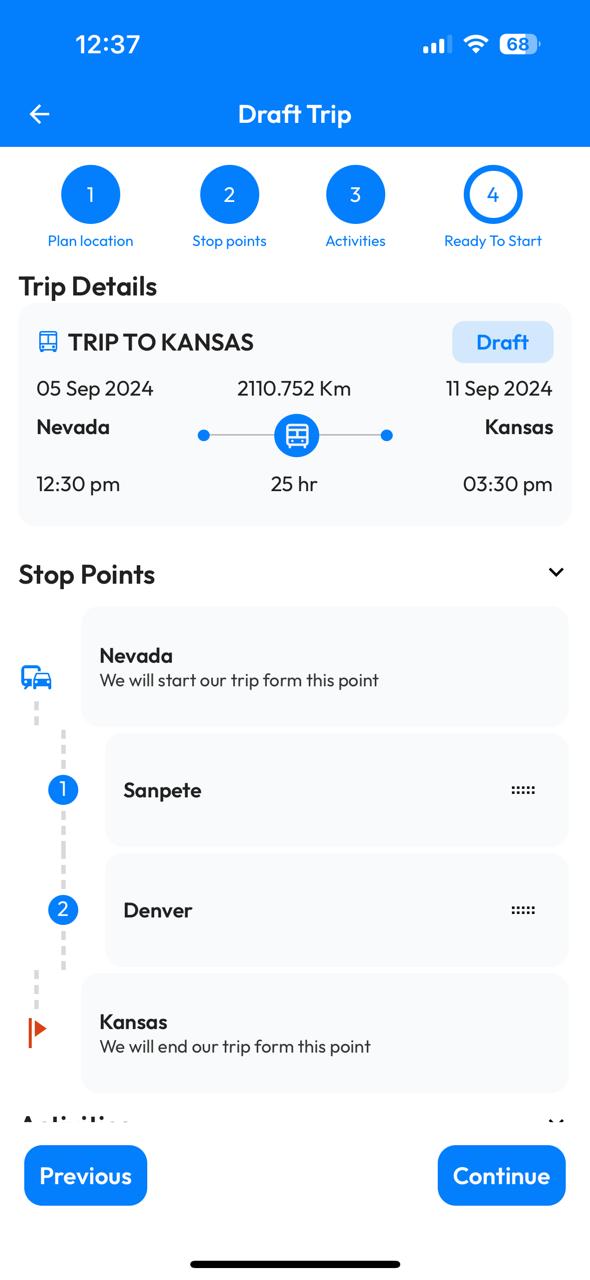 12:37
68
Draft Trip
1 2 3 4
Plan location Stop points Activities Ready To Start
Trip Details
TRIP TO KANSAS Draft
05 Sep 2024 2110.752 Km 11 Sep 2024
Nevada Kansas
12:30 pm 25 hr 03:30 pm
Stop Points
Nevada
We will start our trip form this point
1 Sanpete
2 Denver
Kansas
We will end our trip form this point
Previous Continue